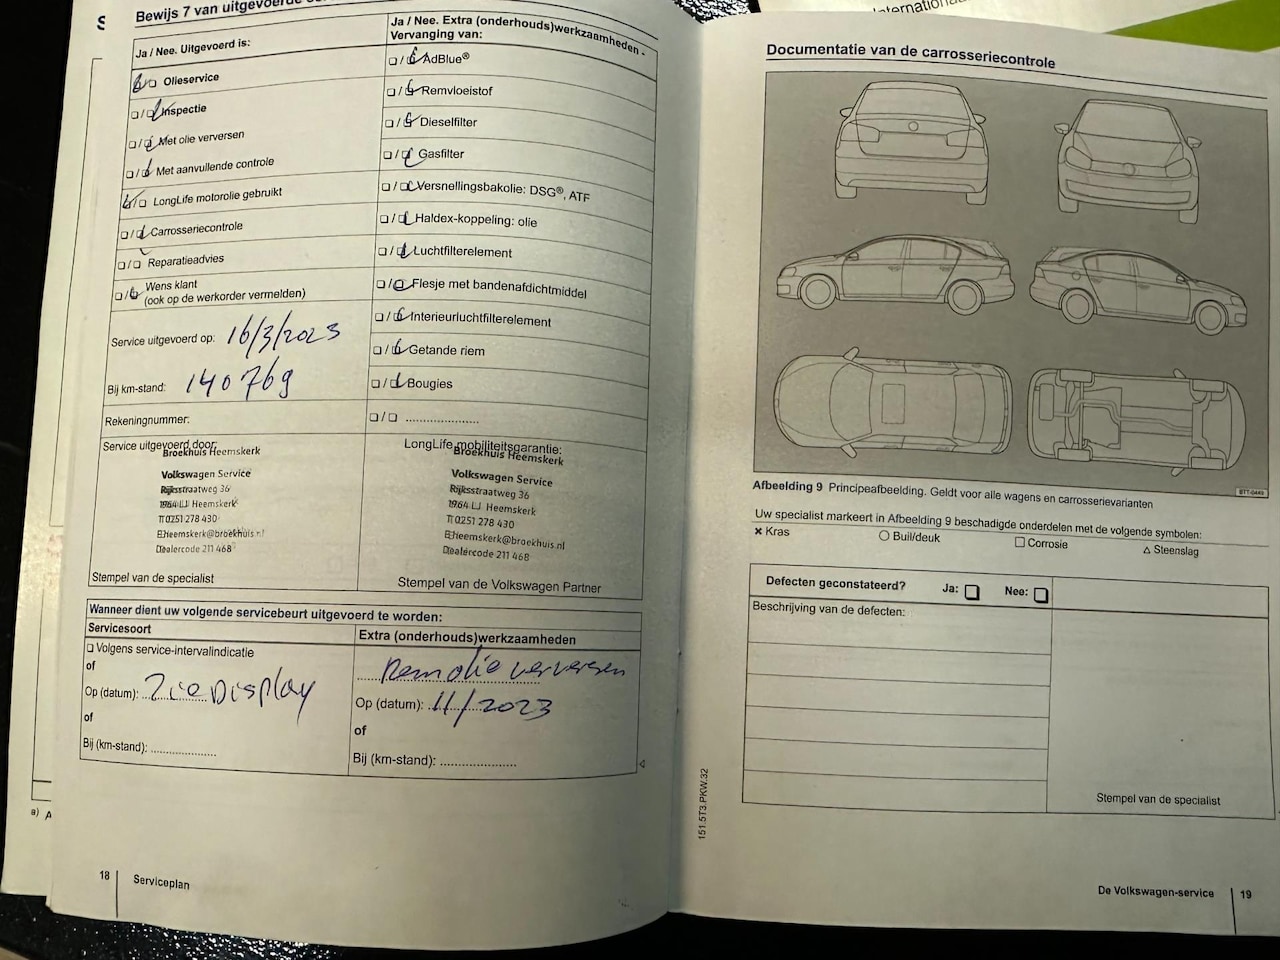 Bewijs 7 van uitgevoerde
Ja / Nee. Uitgevoerd is:
☐ Olieservice
☐ / ☐ Inspectie
☐ / ☐ Met olie verversen
☐ / ☐ Met aanvullende controle
☐ / ☐ LongLife motorolie gebruikt
☐ / ☐ Carrosseriecontrole
☐ / ☐ Reparatieadvies
☐ / ☐ Wens klant
(ook op de werkorder vermelden)
Service uitgevoerd op: 16/3/2023
Bij km-stand: 140769
Rekeningnummer:
Service uitgevoerd door:
Broekhuis Heemskerk
Volkswagen Service
Rijksstraatweg 36
1964 LJ Heemskerk
T 0251 278 430
E Heemskerk@broekhuis.nl
Dealercode 211 468
Stempel van de specialist
Ja / Nee. Extra (onderhouds)werkzaamheden -
Vervanging van:
☐ / ☐ AdBlue®
☐ / ☐ Remvloeistof
☐ / ☐ Dieselfilter
☐ / ☐ Gasfilter
☐ / ☐ Versnellingsbakolie: DSG®, ATF
☐ / ☐ Haldex-koppeling: olie
☐ / ☐ Luchtfilterelement
☐ / ☐ Flesje met bandenafdichtmiddel
☐ / ☐ Interieurluchtfilterelement
☐ / ☐ Getande riem
☐ / ☐ Bougies
☐ / ☐ ......................
LongLife mobiliteitsgarantie:
Broekhuis Heemskerk
Volkswagen Service
Rijksstraatweg 36
1964 LJ Heemskerk
T 0251 278 430
E Heemskerk@broekhuis.nl
Dealercode 211 468
Stempel van de Volkswagen Partner
Wanneer dient uw volgende servicebeurt uitgevoerd te worden:
Servicesoort
☐ Volgens service-intervalindicatie
of
Op (datum): Zie Display
of
Bij (km-stand): ...................
Extra (onderhouds)werkzaamheden
Remolie verversen
Op (datum): 11/2023
of
Bij (km-stand): ......................
18 Serviceplan
Documentatie van de carrosseriecontrole
BTT-0449
Afbeelding 9 Principeafbeelding. Geldt voor alle wagens en carrosserievarianten
Uw specialist markeert in Afbeelding 9 beschadigde onderdelen met de volgende symbolen:
× Kras ○ Buil/deuk □ Corrosie △ Steenslag
Defecten geconstateerd? Ja: ☐ Nee: ☐
Beschrijving van de defecten:
Stempel van de specialist
151.5T3.PKW.32
De Volkswagen-service 19